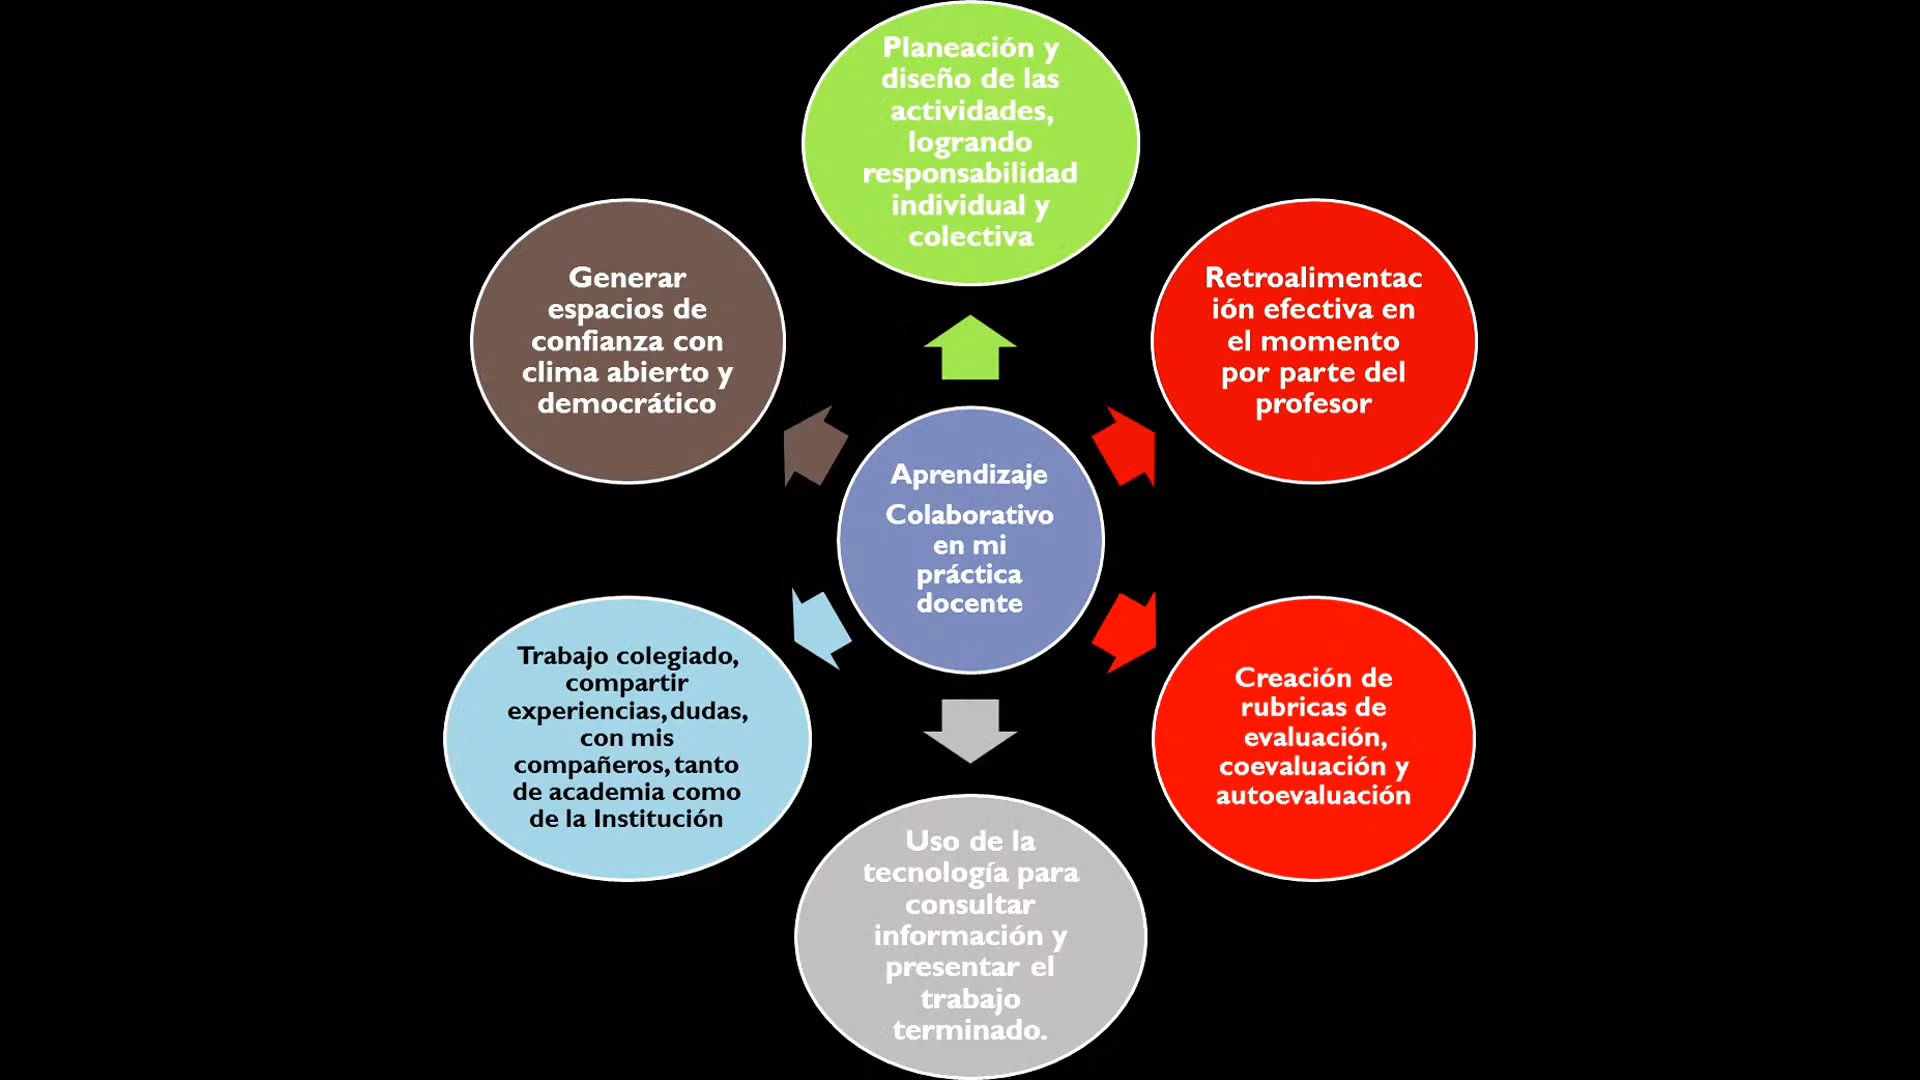 Planeación y
diseño de las
actividades,
logrando
responsabilidad
individual y
colectiva
Generar
espacios de
confianza con
clima abierto y
democrático
Retroalimentac
ión efectiva en
el momento
por parte del
profesor
Aprendizaje
Colaborativo
en mi
práctica
docente
Trabajo colegiado,
compartir
experiencias, dudas,
con mis
compañeros, tanto
de academia como
de la Institución
Creación de
rubricas de
evaluación,
coevaluación y
autoevaluación
Uso de la
tecnología para
consultar
información y
presentar el
trabajo
terminado.